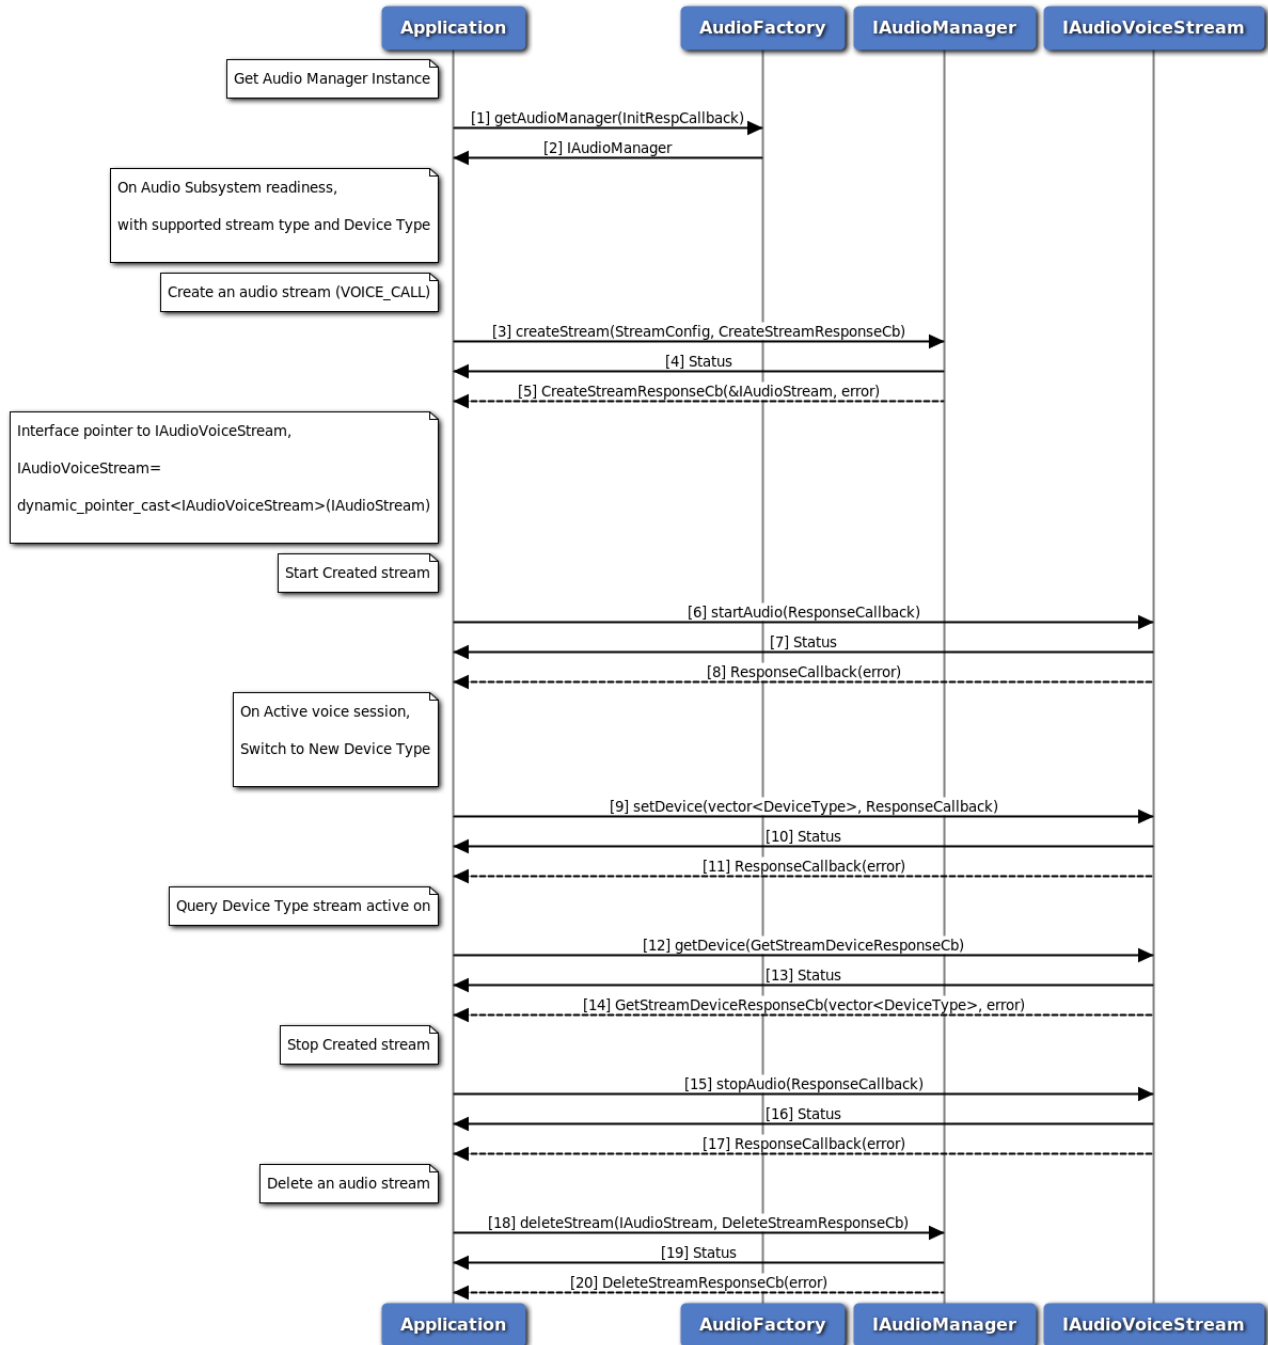 Application
AudioFactory
IAudioManager
IAudioVoiceStream
Get Audio Manager Instance
[1] getAudioManager(InitRespCallback)
[2] IAudioManager
On Audio Subsystem readiness,
with supported stream type and Device Type
Create an audio stream (VOICE_CALL)
[3] createStream(StreamConfig, CreateStreamResponseCb)
[4] Status
[5] CreateStreamResponseCb(&IAudioStream, error)
Interface pointer to IAudioVoiceStream,
IAudioVoiceStream=
dynamic_pointer_cast<IAudioVoiceStream>(IAudioStream)
Start Created stream
[6] startAudio(ResponseCallback)
[7] Status
[8] ResponseCallback(error)
On Active voice session,
Switch to New Device Type
[9] setDevice(vector<DeviceType>, ResponseCallback)
[10] Status
[11] ResponseCallback(error)
Query Device Type stream active on
[12] getDevice(GetStreamDeviceResponseCb)
[13] Status
[14] GetStreamDeviceResponseCb(vector<DeviceType>, error)
Stop Created stream
[15] stopAudio(ResponseCallback)
[16] Status
[17] ResponseCallback(error)
Delete an audio stream
[18] deleteStream(IAudioStream, DeleteStreamResponseCb)
[19] Status
[20] DeleteStreamResponseCb(error)
Application
AudioFactory
IAudioManager
IAudioVoiceStream